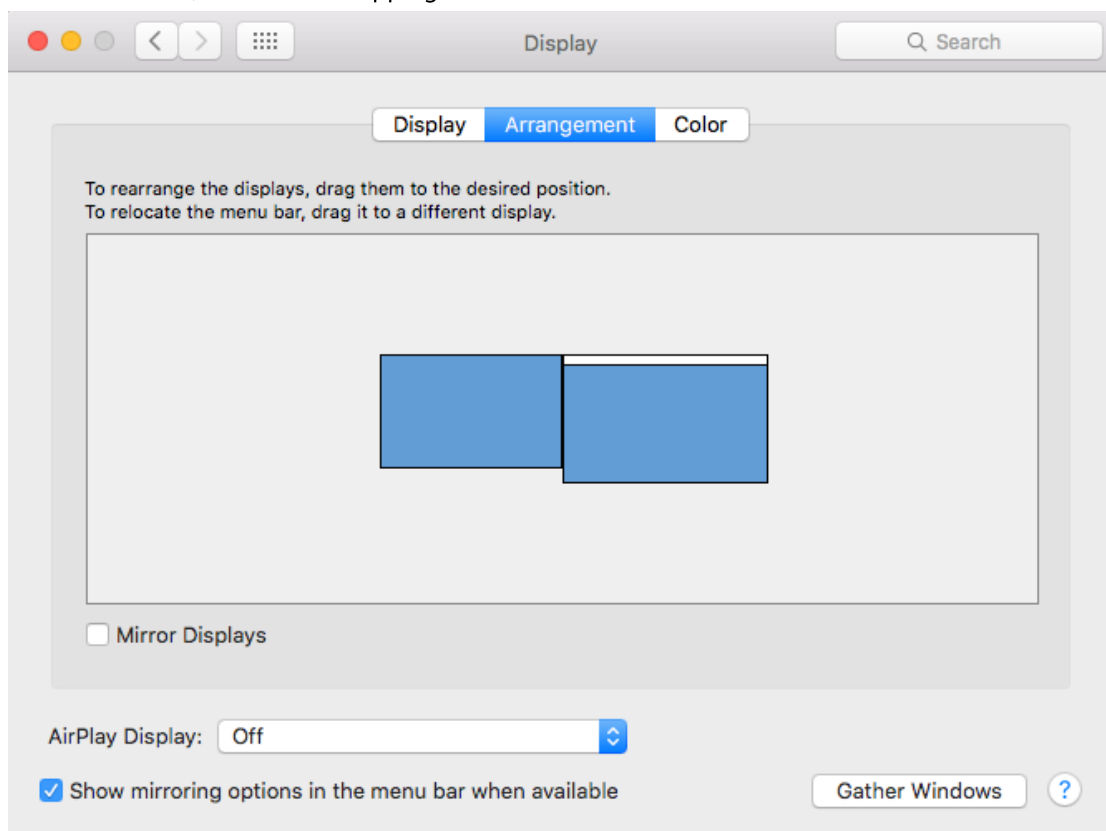 Display
Search
Display Arrangement Color
To rearrange the displays, drag them to the desired position.
To relocate the menu bar, drag it to a different display.
Mirror Displays
AirPlay Display: Off
Show mirroring options in the menu bar when available
Gather Windows ?